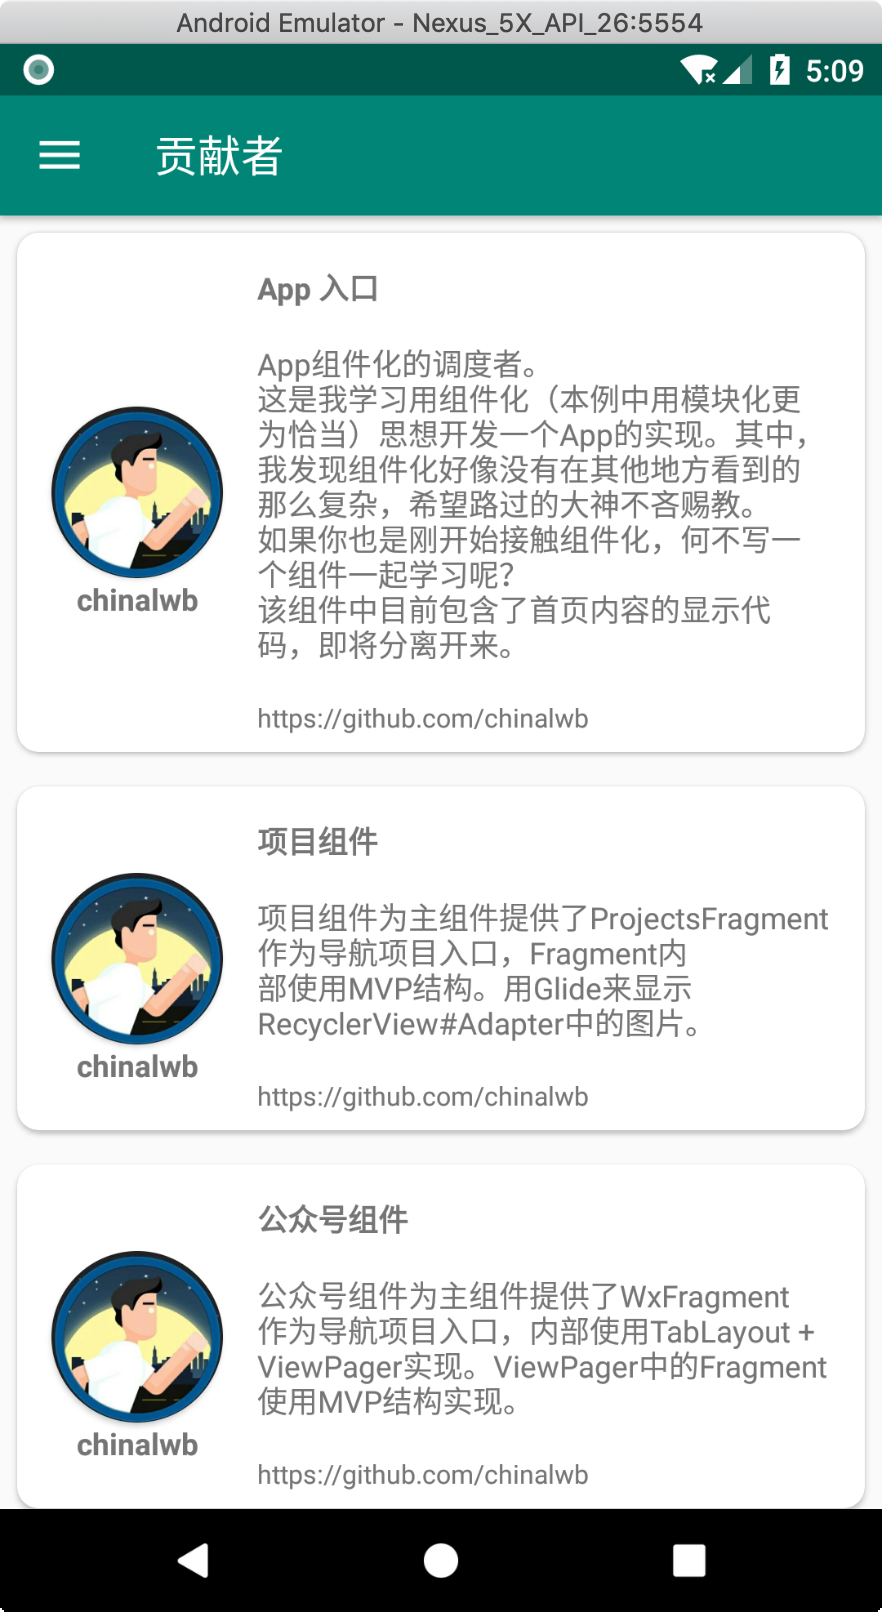 Android Emulator - Nexus_5X_API_26:5554
5:09
贡献者
App 入口
App组件化的调度者。
这是我学习用组件化（本例中用模块化更
为恰当）思想开发一个App的实现。其中，
我发现组件化好像没有在其他地方看到的
那么复杂，希望路过的大神不吝赐教。
如果你也是刚开始接触组件化，何不写一
个组件一起学习呢？
该组件中目前包含了首页内容的显示代
码，即将分离开来。
https://github.com/chinalwb
chinalwb
项目组件
项目组件为主组件提供了ProjectsFragment
作为导航项目入口，Fragment内
部使用MVP结构。用Glide来显示
RecyclerView#Adapter中的图片。
https://github.com/chinalwb
chinalwb
公众号组件
公众号组件为主组件提供了WxFragment
作为导航项目入口，内部使用TabLayout +
ViewPager实现。ViewPager中的Fragment
使用MVP结构实现。
https://github.com/chinalwb
chinalwb